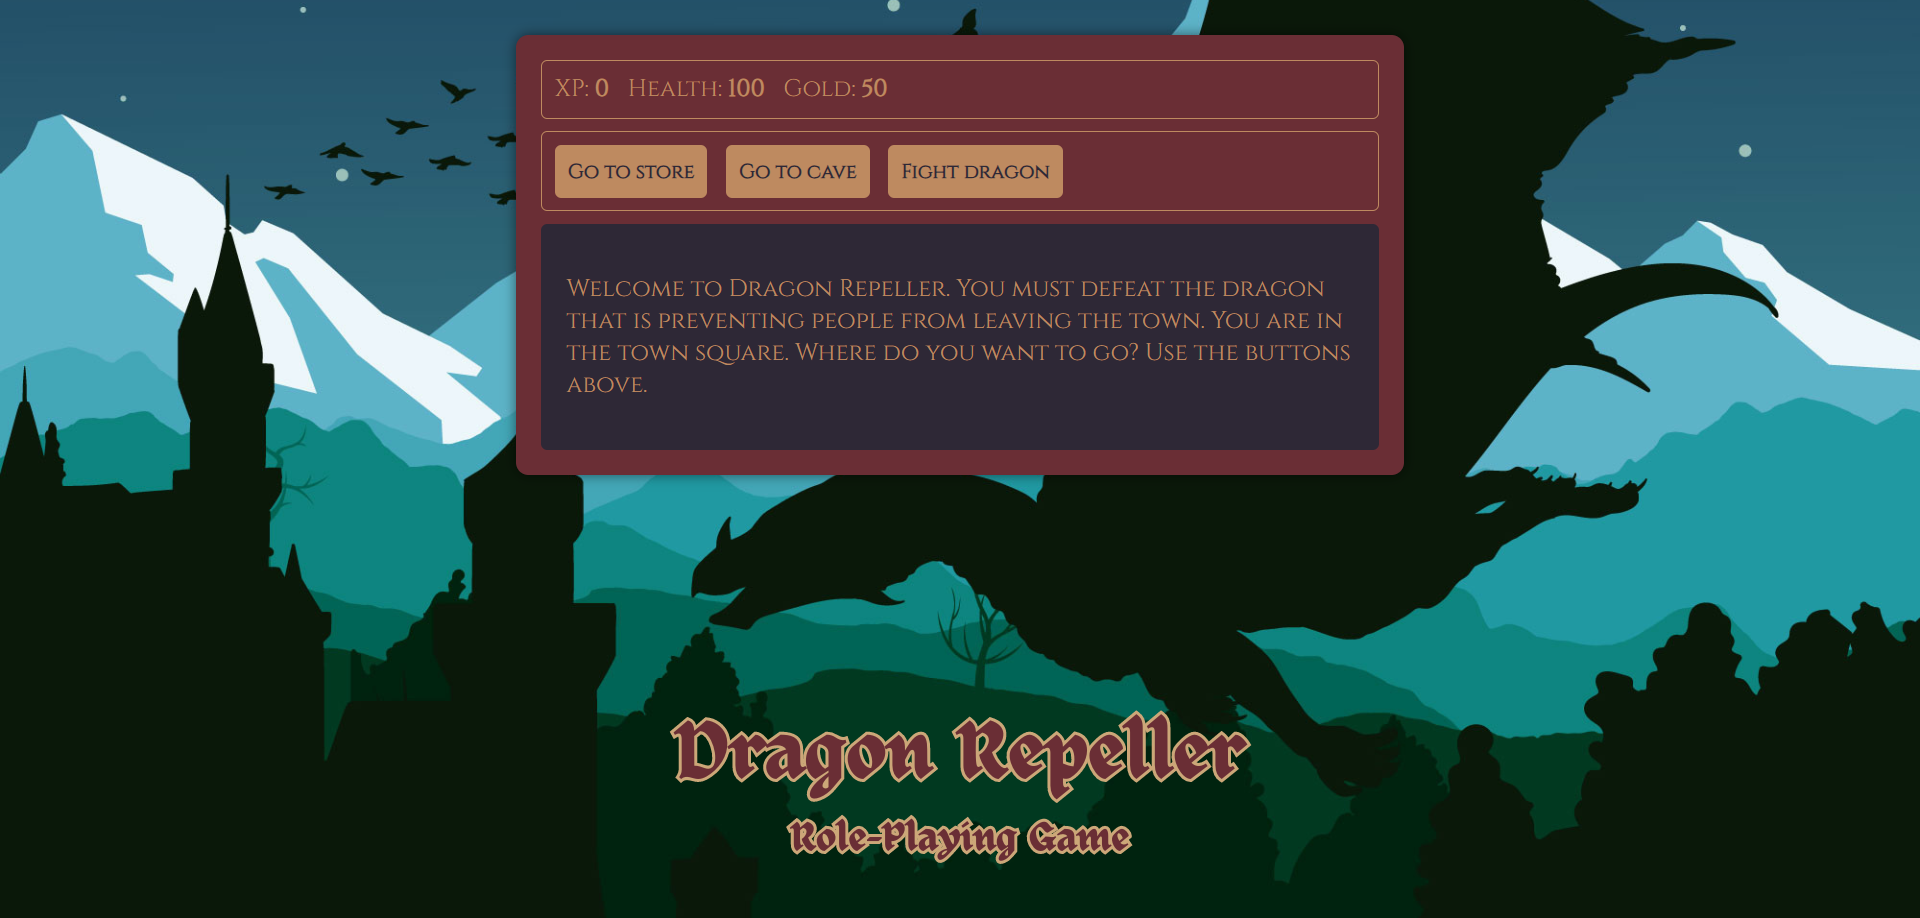 XP: 0 Health: 100 Gold: 50
Go to store Go to cave Fight dragon
Welcome to Dragon Repeller. You must defeat the dragon
that is preventing people from leaving the town. You are in
the town square. Where do you want to go? Use the buttons
above.
Dragon Repeller
Role-Playing Game